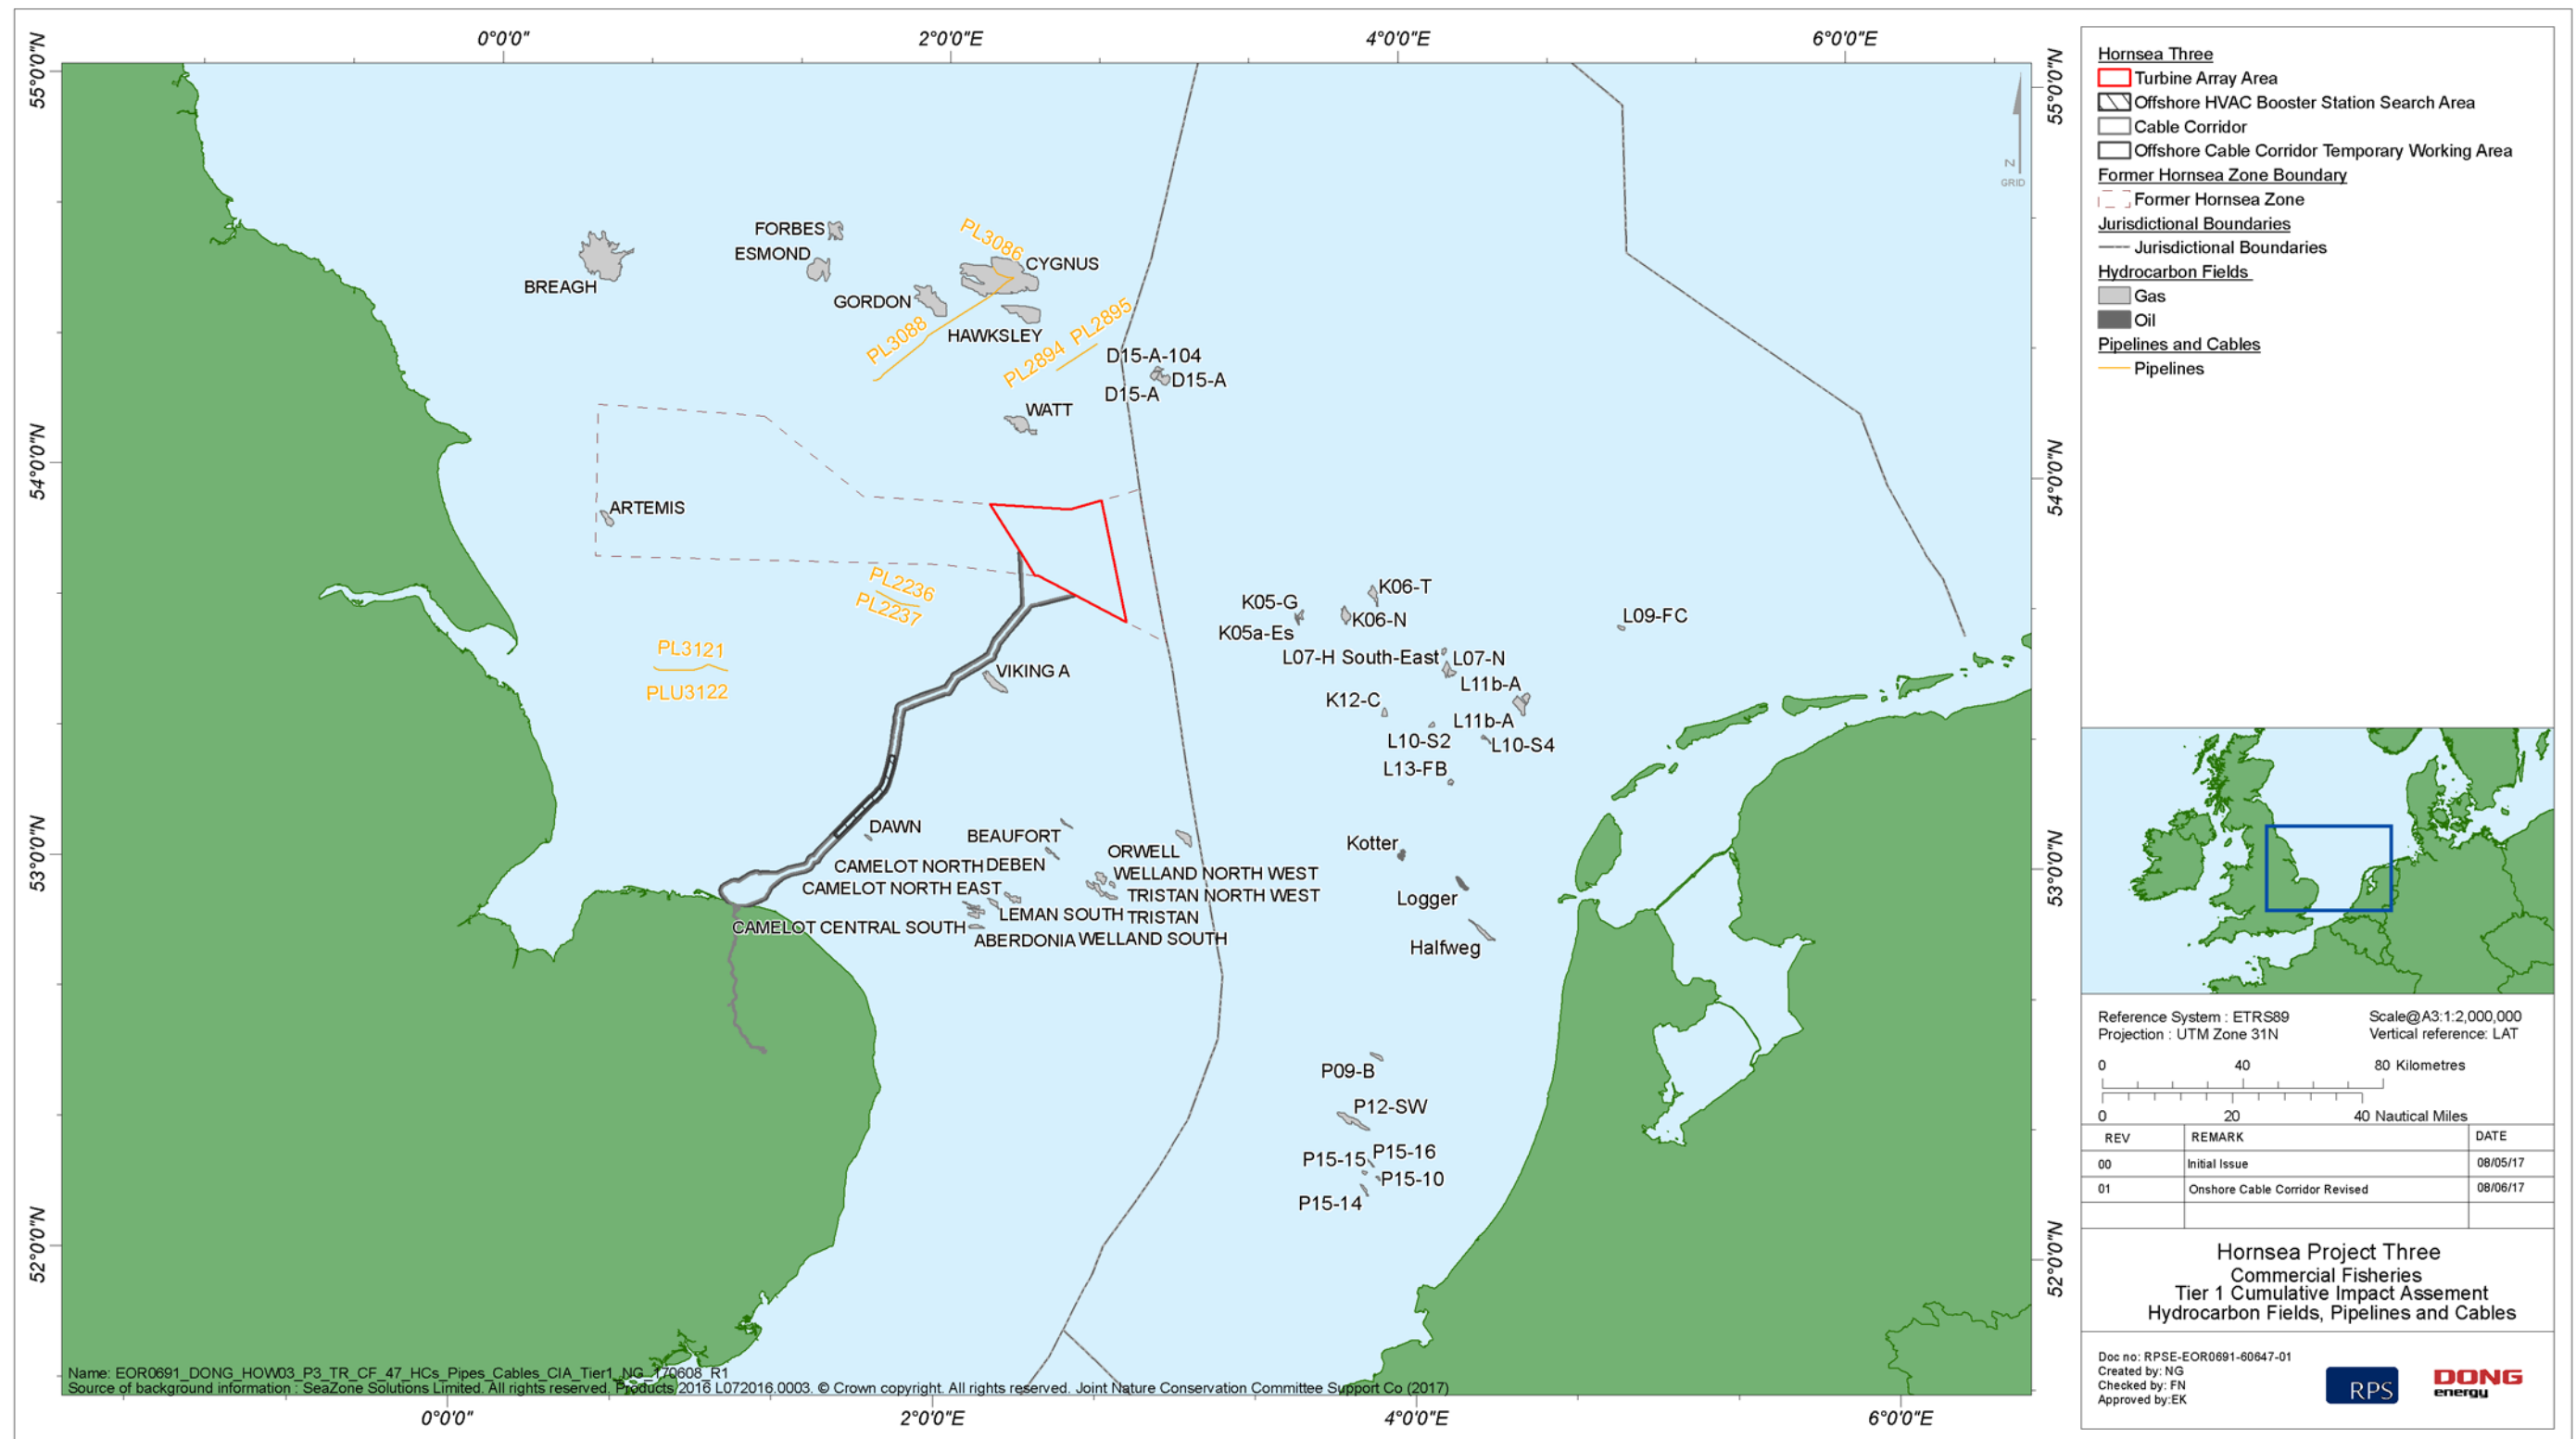 0°0'0"
2°0'0"E
4°0'0"E
6°0'0"E
55°0'0"N
54°0'0"N
53°0'0"N
52°0'0"N
55°0'0"N
54°0'0"N
53°0'0"N
52°0'0"N
N
GRID
FORBES
ESMOND
BREAGH
GORDON
PL3086
CYGNUS
PL3088
HAWKSLEY
PL2894
PL2895
D15-A-104
D15-A
D15-A
WATT
ARTEMIS
PL2236
PL2237
PL3121
PLU3122
VIKING A
K06-T
K05-G
K06-N
K05a-Es
L09-FC
L07-H South-East
L07-N
L11b-A
K12-C
L11b-A
L10-S2
L10-S4
L13-FB
DAWN
BEAUFORT
ORWELL
Kotter
CAMELOT NORTH
DEBEN
WELLAND NORTH WEST
CAMELOT NORTH EAST
TRISTAN NORTH WEST
Logger
LEMAN SOUTH
TRISTAN
CAMELOT CENTRAL SOUTH
ABERDONIA
WELLAND SOUTH
Halfweg
P09-B
P12-SW
P15-16
P15-15
P15-10
P15-14
Name: EOR0691_DONG_HOW03_P3_TR_CF_47_HCs_Pipes_Cables_CIA_Tier1_NG_170608_R1
Source of background information : SeaZone Solutions Limited. All rights reserved. Products 2016 L072016.0003. © Crown copyright. All rights reserved. Joint Nature Conservation Committee Support Co (2017)
0°0'0"
2°0'0"E
4°0'0"E
6°0'0"E
Hornsea Three
Turbine Array Area
Offshore HVAC Booster Station Search Area
Cable Corridor
Offshore Cable Corridor Temporary Working Area
Former Hornsea Zone Boundary
Former Hornsea Zone
Jurisdictional Boundaries
Jurisdictional Boundaries
Hydrocarbon Fields
Gas
Oil
Pipelines and Cables
Pipelines
Reference System : ETRS89 Scale@A3:1:2,000,000
Projection : UTM Zone 31N Vertical reference: LAT
0 40 80 Kilometres
0 20 40 Nautical Miles
REV REMARK DATE
00 Initial Issue 08/05/17
01 Onshore Cable Corridor Revised 08/06/17
Hornsea Project Three
Commercial Fisheries
Tier 1 Cumulative Impact Assement
Hydrocarbon Fields, Pipelines and Cables
Doc no: RPSE-EOR0691-60647-01
Created by: NG
Checked by: FN
Approved by:EK
RPS
DONG
energy